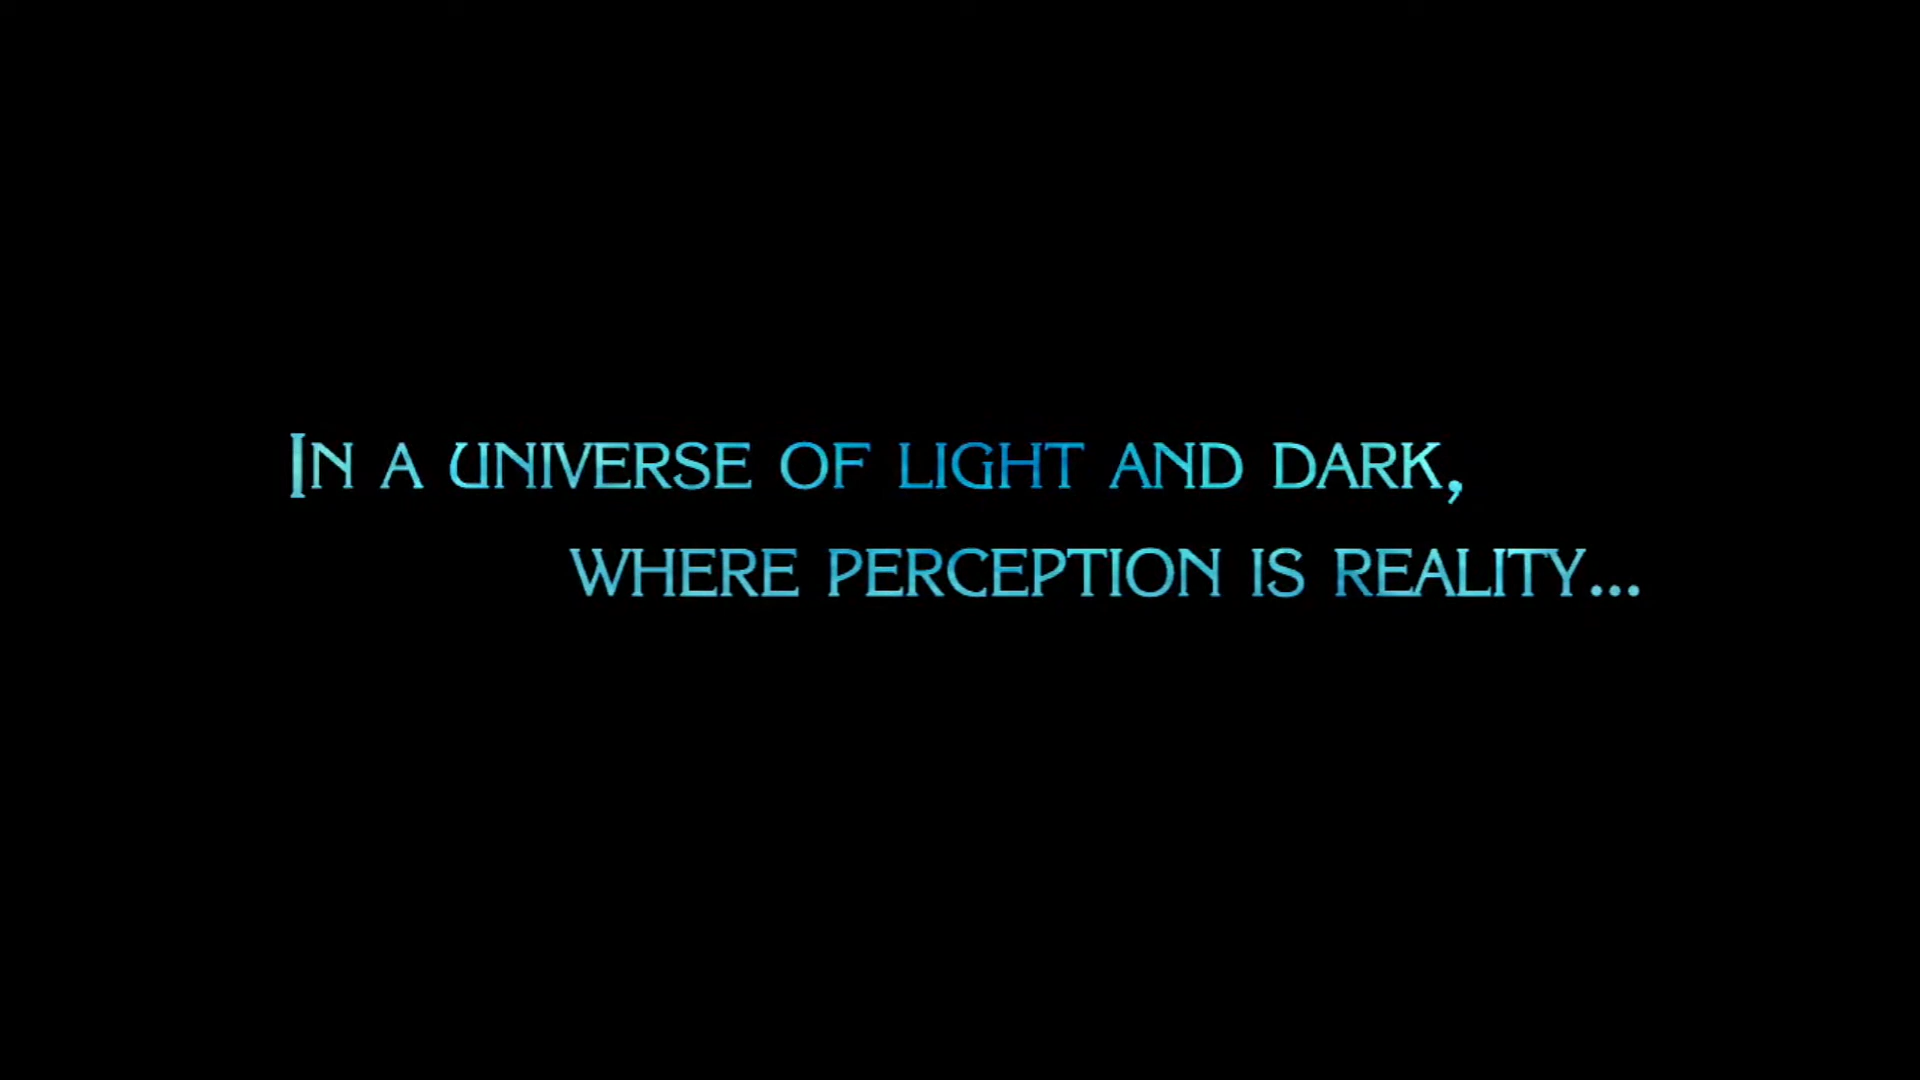 In a universe of light and dark,
where perception is reality...